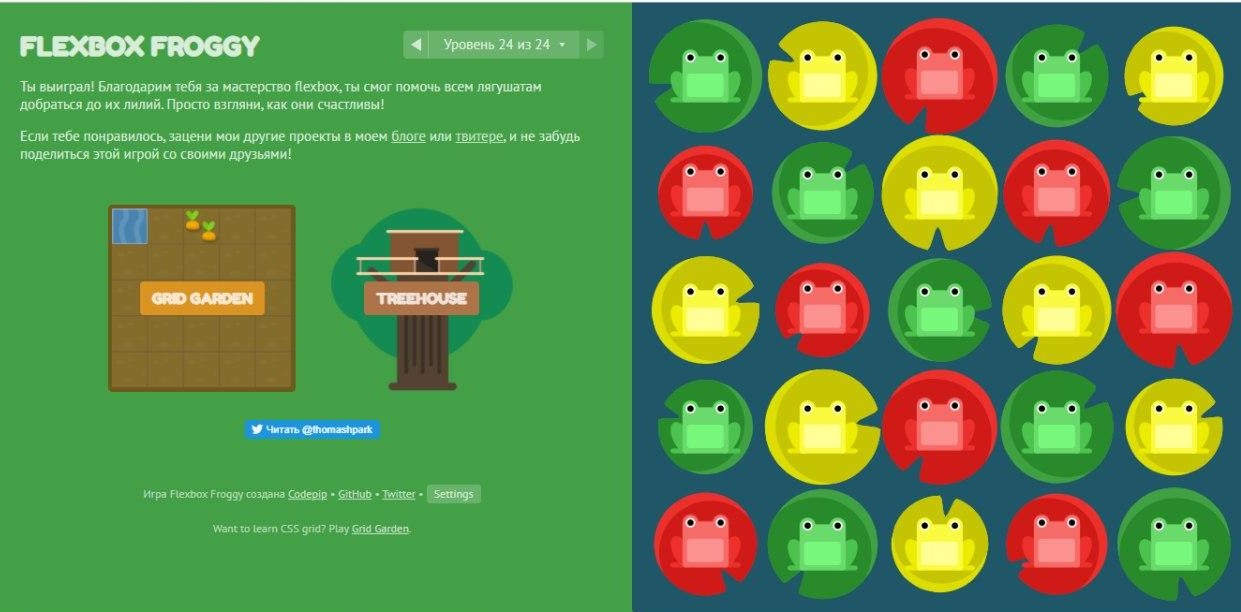 FLEXBOX FROGGY
Уровень 24 из 24
Ты выиграл! Благодарим тебя за мастерство flexbox, ты смог помочь всем лягушатам
добраться до их лилий. Просто взгляни, как они счастливы!
Если тебе понравилось, зацени мои другие проекты в моем блоге или твитере, и не забудь
поделиться этой игрой со своими друзьями!
GRID GARDEN
TREEHOUSE
Читать @thomashpark
Игра Flexbox Froggy создана Codepip • GitHub • Twitter • Settings
Want to learn CSS grid? Play Grid Garden.